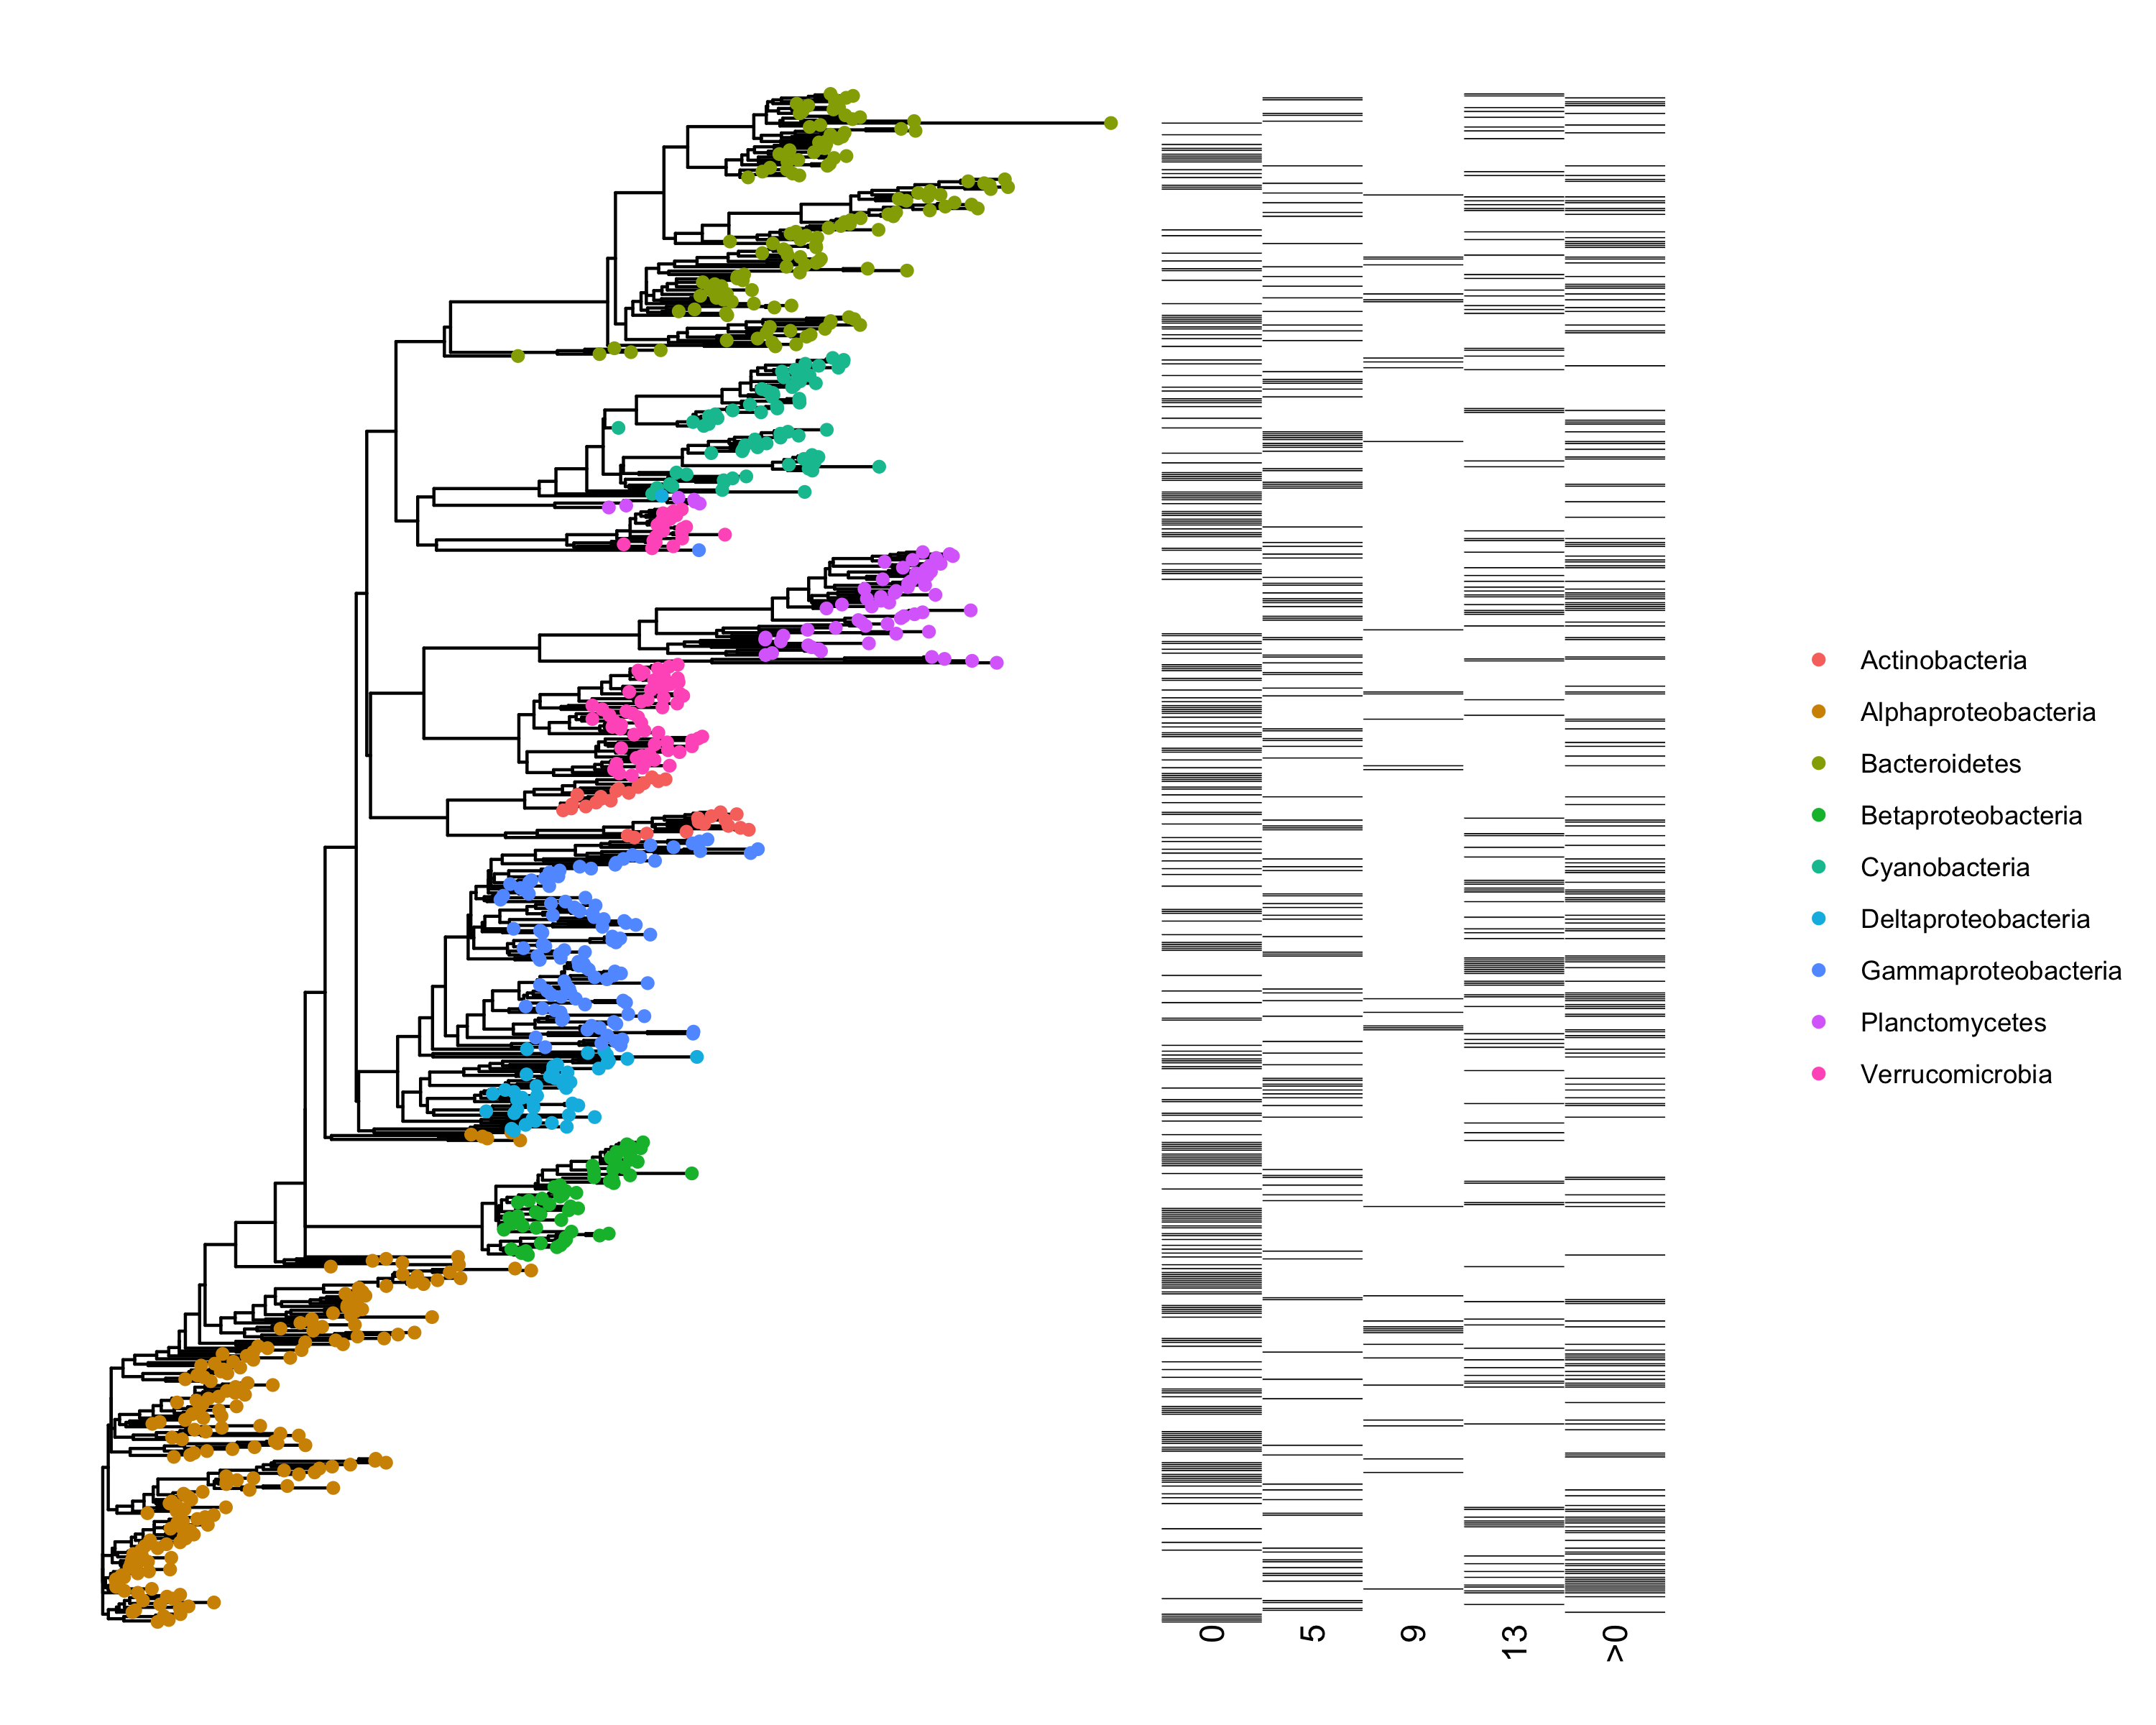 Actinobacteria
Alphaproteobacteria
Bacteroidetes
Betaproteobacteria
Cyanobacteria
Deltaproteobacteria
Gammaproteobacteria
Planctomycetes
Verrucomicrobia
0
5
9
13
>0